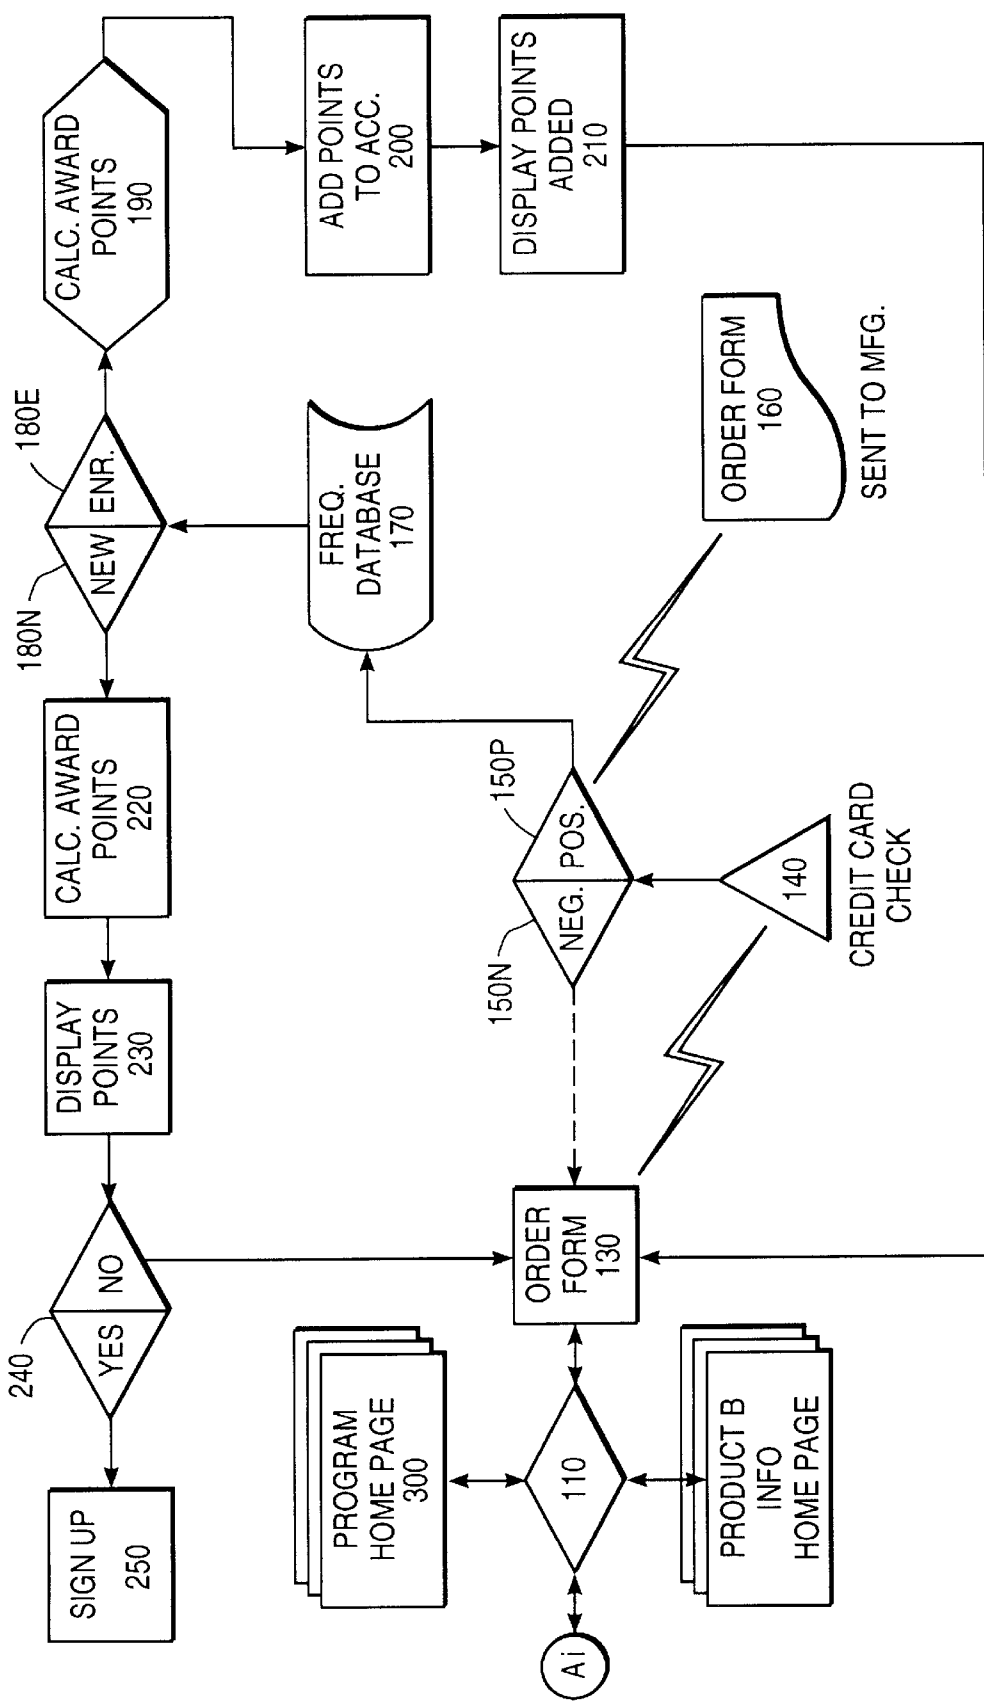 SIGN UP
250
240
YES
NO
DISPLAY
POINTS
230
CALC. AWARD
POINTS
220
180N
NEW
ENR.
180E
CALC. AWARD
POINTS
190
PROGRAM
HOME PAGE
300
FREQ.
DATABASE
170
ADD POINTS
TO ACC.
200
Ai
110
ORDER
FORM
130
150N
NEG.
POS.
150P
DISPLAY POINTS
ADDED
210
PRODUCT B
INFO
HOME PAGE
140
CREDIT CARD
CHECK
ORDER FORM
160
SENT TO MFG.